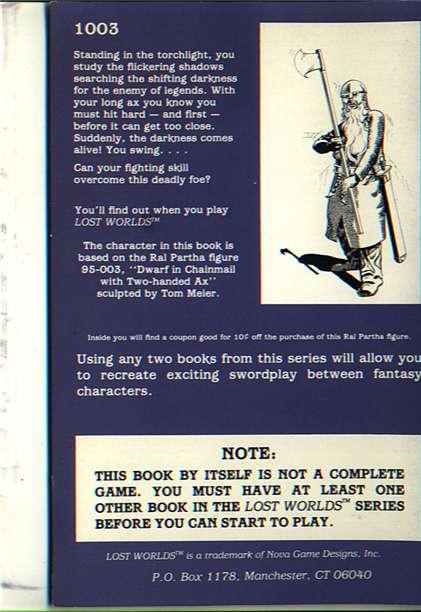 1003
Standing in the torchlight, you
study the flickering shadows
searching the shifting darkness
for the enemy of legends. With
your long ax you know you
must hit hard — and first —
before it can get too close.
Suddenly, the darkness comes
alive! You swing. . . .
Can your fighting skill
overcome this deadly foe?
You'll find out when you play
LOST WORLDS™
The character in this book is
based on the Ral Partha figure
95-003, "Dwarf in Chainmail
with Two-handed Ax"
sculpted by Tom Meier.
Inside you will find a coupon good for 10¢ off the purchase of this Ral Partha figure.
Using any two books from this series will allow you
to recreate exciting swordplay between fantasy
characters.
NOTE:
THIS BOOK BY ITSELF IS NOT A COMPLETE
GAME. YOU MUST HAVE AT LEAST ONE
OTHER BOOK IN THE LOST WORLDS™ SERIES
BEFORE YOU CAN START TO PLAY.
LOST WORLDS™ is a trademark of Nova Game Designs, Inc.
P.O. Box 1178, Manchester, CT 06040